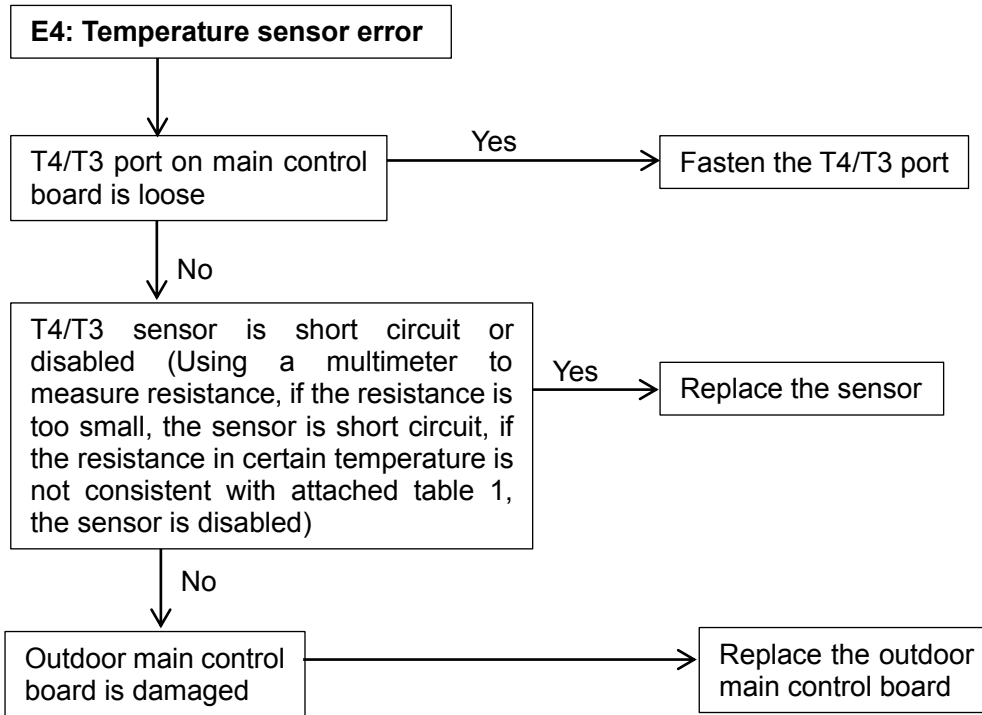 E4: Temperature sensor error
T4/T3 port on main control
board is loose
Yes
Fasten the T4/T3 port
No
T4/T3 sensor is short circuit or
disabled (Using a multimeter to
measure resistance, if the resistance is
too small, the sensor is short circuit, if
the resistance in certain temperature is
not consistent with attached table 1,
the sensor is disabled)
Yes
Replace the sensor
No
Outdoor main control
board is damaged
Replace the outdoor
main control board